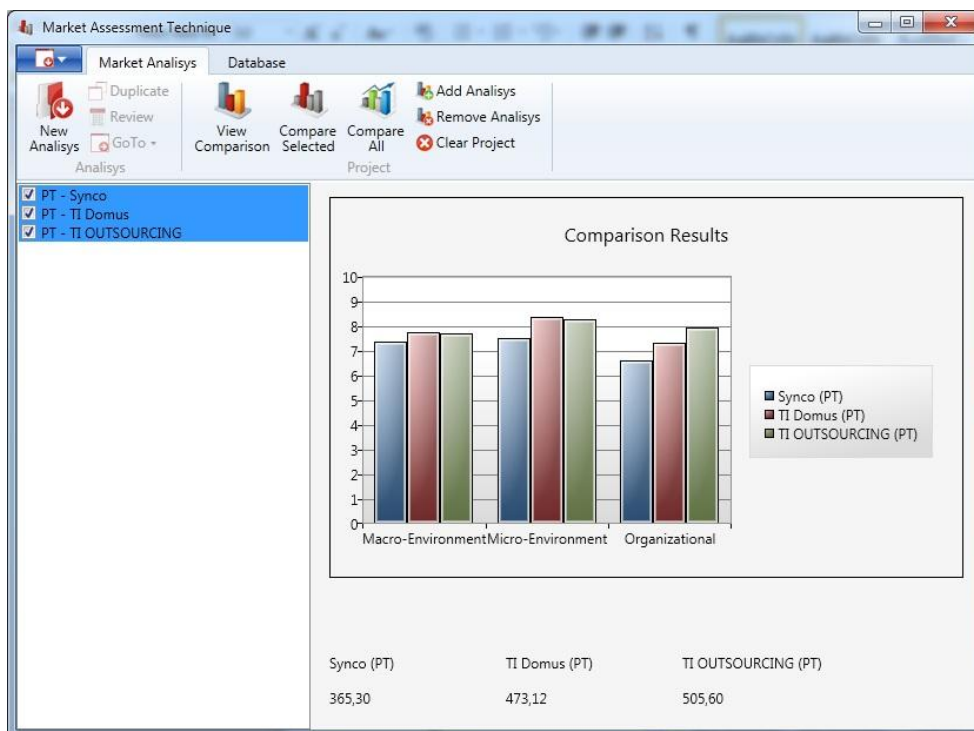 Market Assessment Technique
Market Analisys Database
New Analisys
Duplicate
Review
GoTo
Analisys
View Comparison
Compare Selected
Compare All
Add Analisys
Remove Analisys
Clear Project
Project
PT - Synco
PT - TI Domus
PT - TI OUTSOURCING
Comparison Results
10
9
8
7
6
5
4
3
2
1
0
Macro-Environment Micro-Environment Organizational
Synco (PT)
TI Domus (PT)
TI OUTSOURCING (PT)
Synco (PT) TI Domus (PT) TI OUTSOURCING (PT)
365,30 473,12 505,60